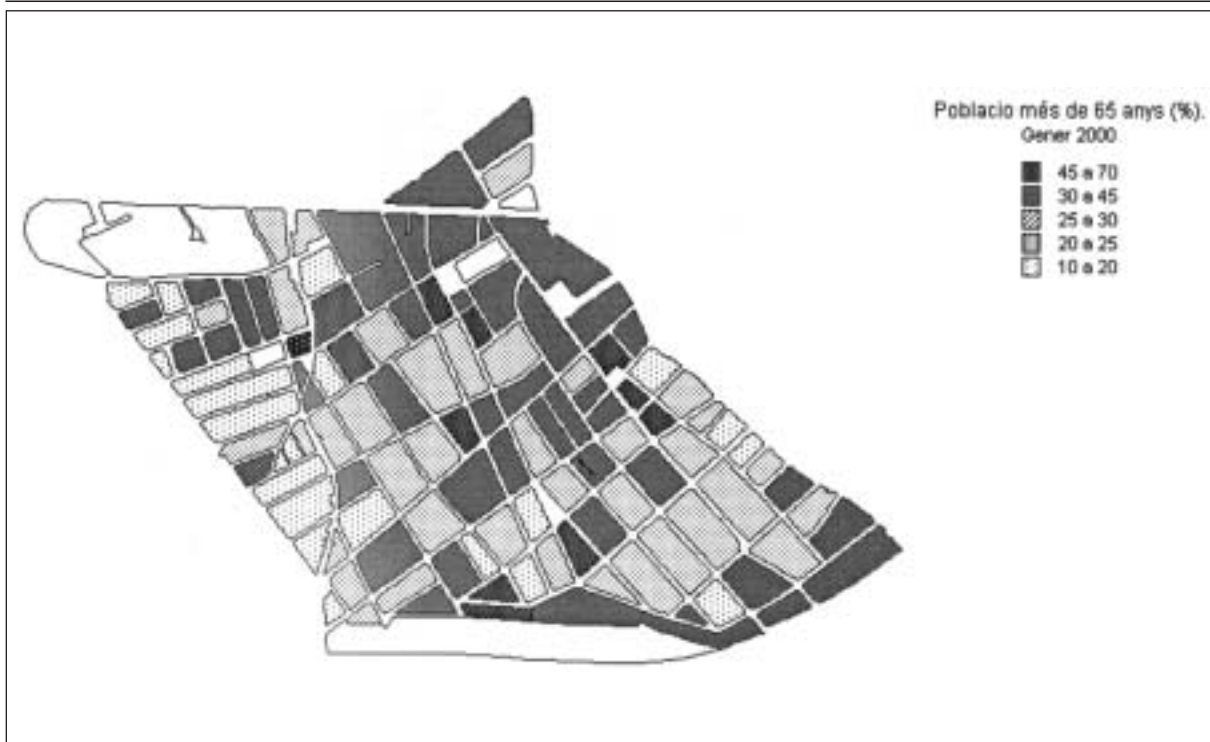 Poblacio més de 65 anys (%).
Gener 2000
45 a 70
30 a 45
25 a 30
20 a 25
10 a 20